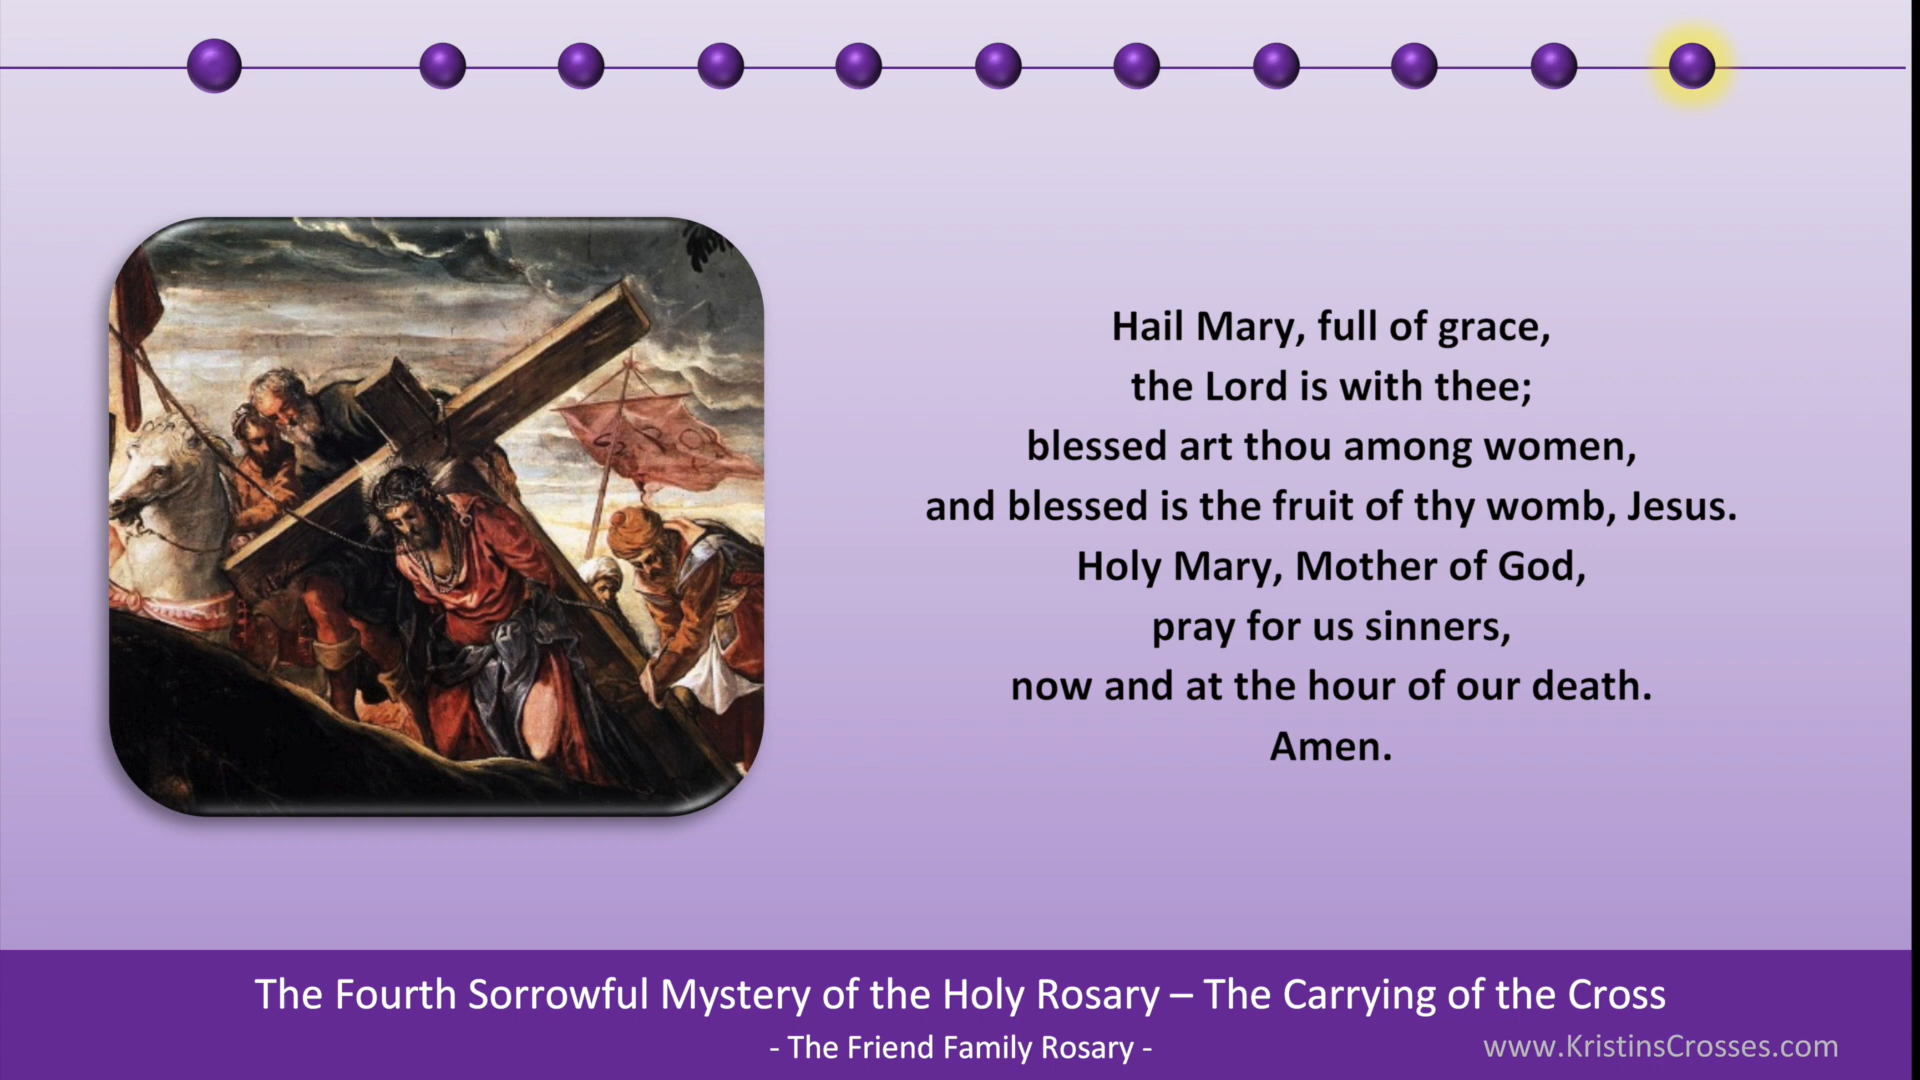 Hail Mary, full of grace,
the Lord is with thee;
blessed art thou among women,
and blessed is the fruit of thy womb, Jesus.
Holy Mary, Mother of God,
pray for us sinners,
now and at the hour of our death.
Amen.
The Fourth Sorrowful Mystery of the Holy Rosary – The Carrying of the Cross
- The Friend Family Rosary -
www.KristinsCrosses.com